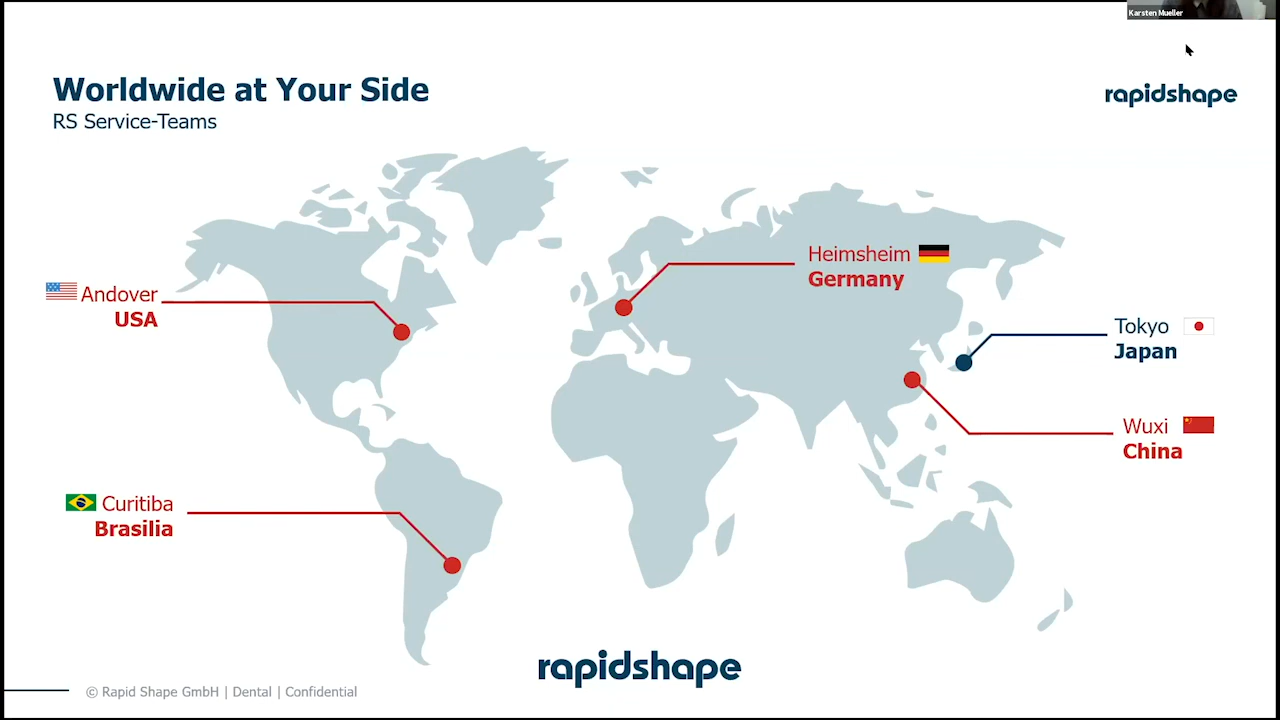 Karsten Mueller
Worldwide at Your Side
rapidshape
RS Service-Teams
Heimsheim
Germany
Andover
USA
Tokyo
Japan
Wuxi
China
Curitiba
Brasilia
rapidshape
© Rapid Shape GmbH | Dental | Confidential